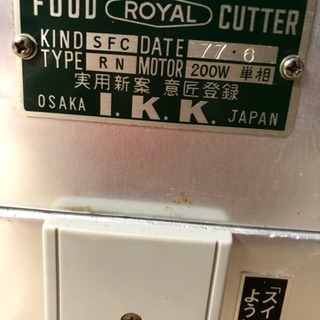 FOOD ROYAL CUTTER
KIND SFC DATE 77.6
TYPE RN MOTOR 200W 単相
実用新案 意匠登録
OSAKA I.K.K. JAPAN
「スイ
よう